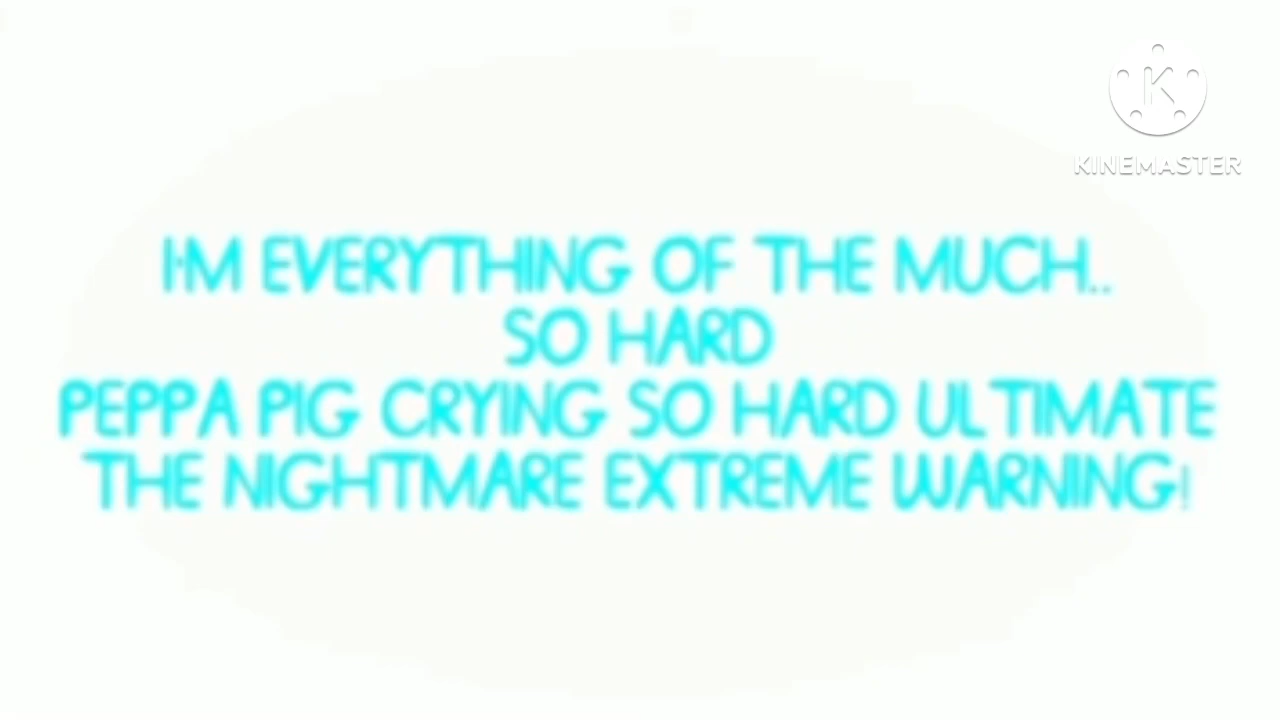 KINEMASTER
I'M EVERYTHING OF THE MUCH..
SO HARD
PEPPA PIG CRYING SO HARD ULTIMATE
THE NIGHTMARE EXTREME WARNING!